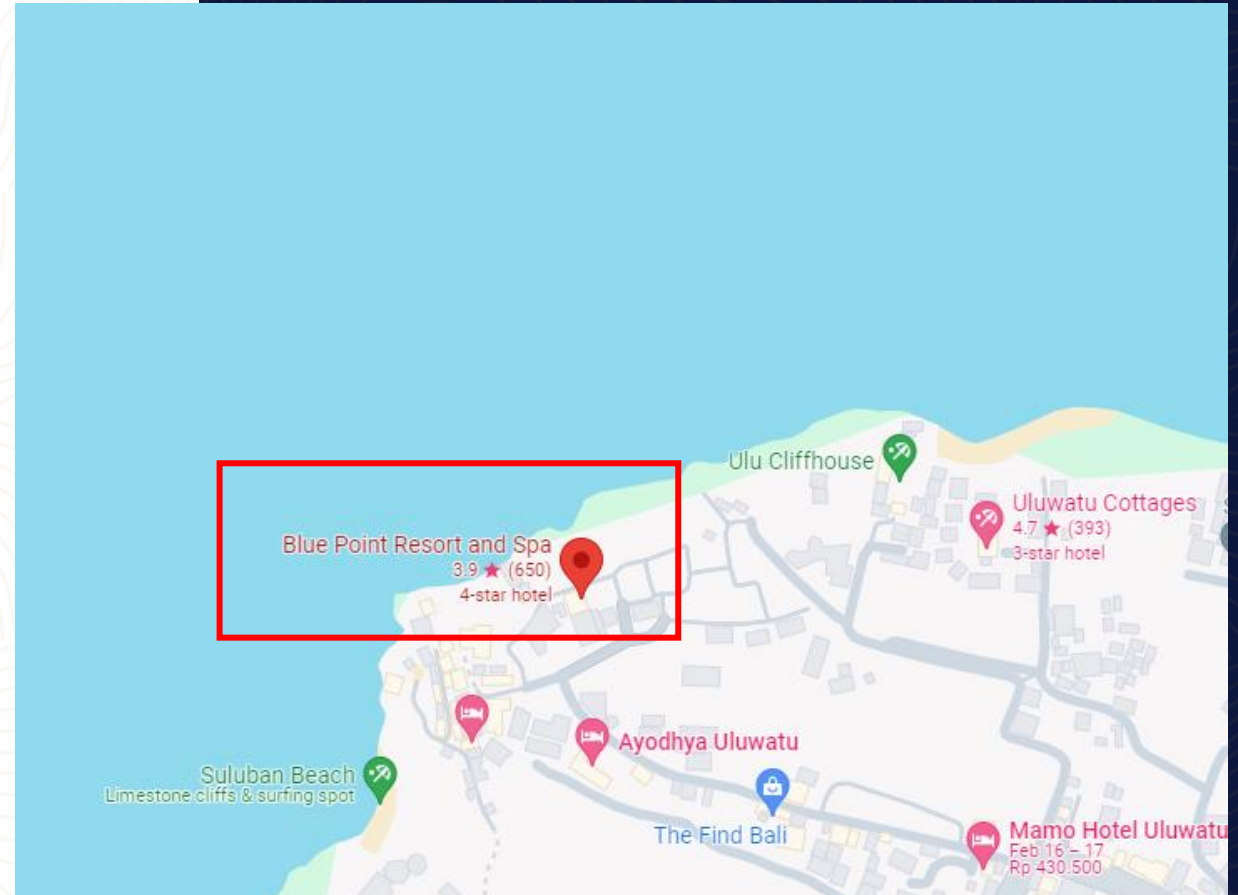 Ulu Cliffhouse
Uluwatu Cottages
4.7 ★ (393)
3-star hotel
Blue Point Resort and Spa
3.9 ★ (650)
4-star hotel
Ayodhya Uluwatu
Suluban Beach
Limestone cliffs & surfing spot
The Find Bali
Mamo Hotel Uluwatu
Feb 16 – 17
Rp 430.500